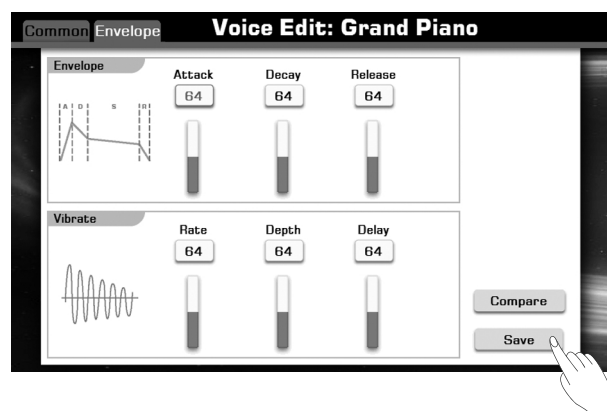 Common Envelope Voice Edit: Grand Piano
Envelope
Attack Decay Release
64 64 64
A D S R
Vibrate
Rate Depth Delay
64 64 64
Compare
Save